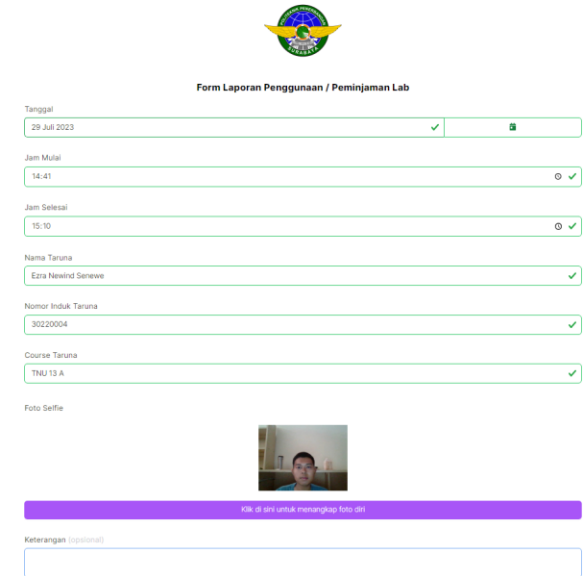 SURABAYA
Form Laporan Penggunaan / Peminjaman Lab
Tanggal
29 Juli 2023
Jam Mulai
14:41
Jam Selesai
15:10
Nama Taruna
Ezra Newind Senewe
Nomor Induk Taruna
30220004
Course Taruna
TNU 13 A
Foto Selfie
Klik di sini untuk menangkap foto diri
Keterangan (opsional)